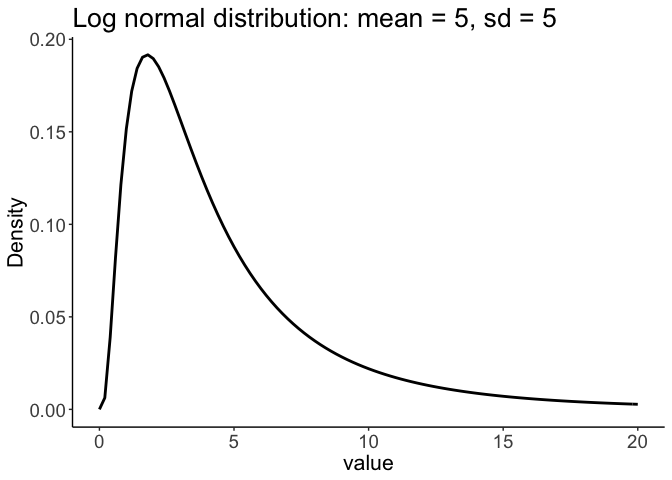 Log normal distribution: mean = 5, sd = 5
0.20
0.15
0.10
0.05
0.00
Density
0 5 10 15 20
value